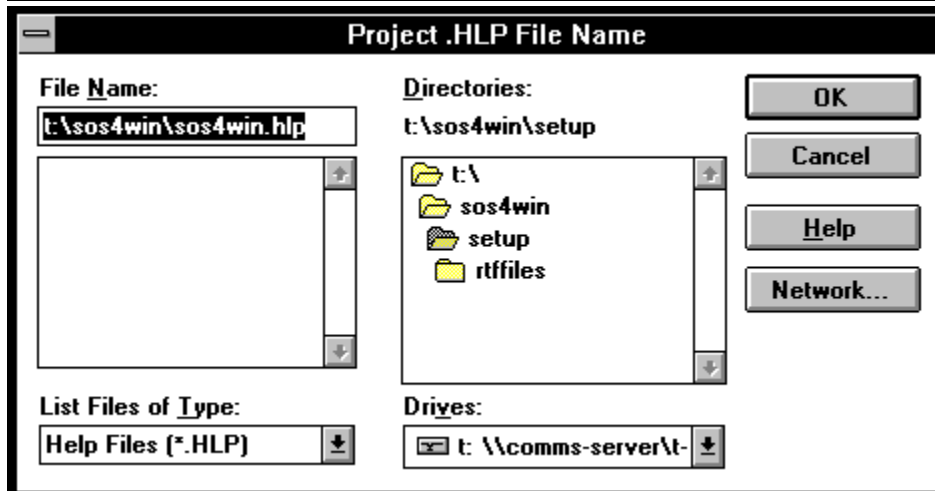 Project .HLP File Name
File Name:
t:\sos4win\sos4win.hlp
Directories:
t:\sos4win\setup
t:\
sos4win
setup
rtffiles
OK
Cancel
Help
Network...
List Files of Type:
Help Files (*.HLP)
Drives:
t: \\comms-server\t-